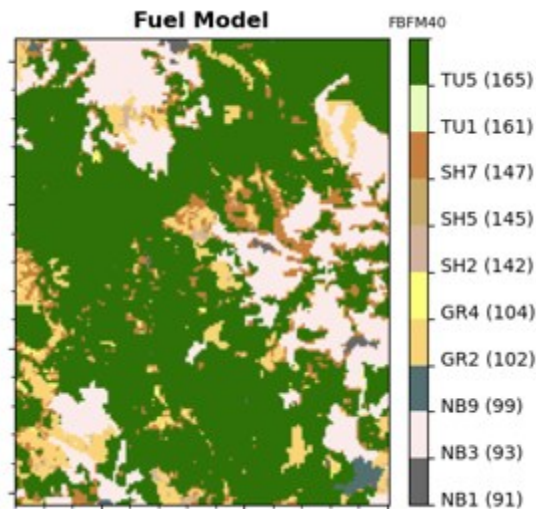 Fuel Model
FBFM40
TU5 (165)
TU1 (161)
SH7 (147)
SH5 (145)
SH2 (142)
GR4 (104)
GR2 (102)
NB9 (99)
NB3 (93)
NB1 (91)